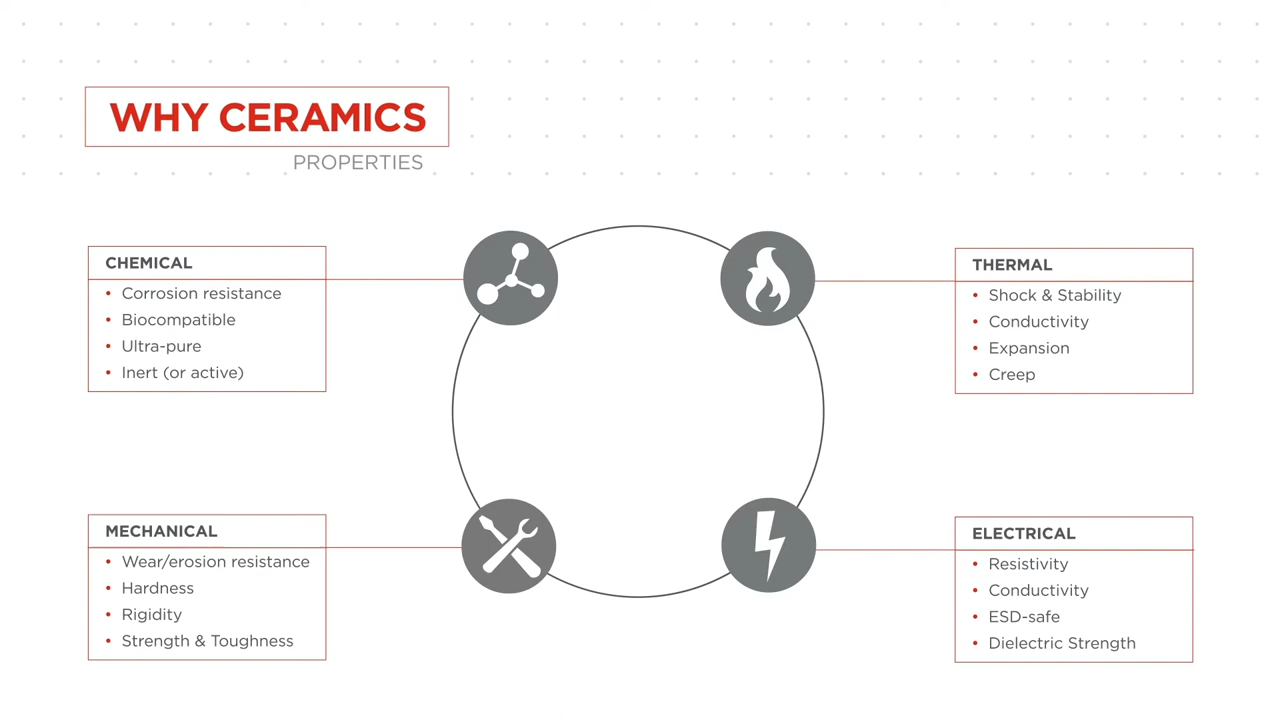 WHY CERAMICS
PROPERTIES
CHEMICAL
• Corrosion resistance
• Biocompatible
• Ultra-pure
• Inert (or active)
THERMAL
• Shock & Stability
• Conductivity
• Expansion
• Creep
MECHANICAL
• Wear/erosion resistance
• Hardness
• Rigidity
• Strength & Toughness
ELECTRICAL
• Resistivity
• Conductivity
• ESD-safe
• Dielectric Strength